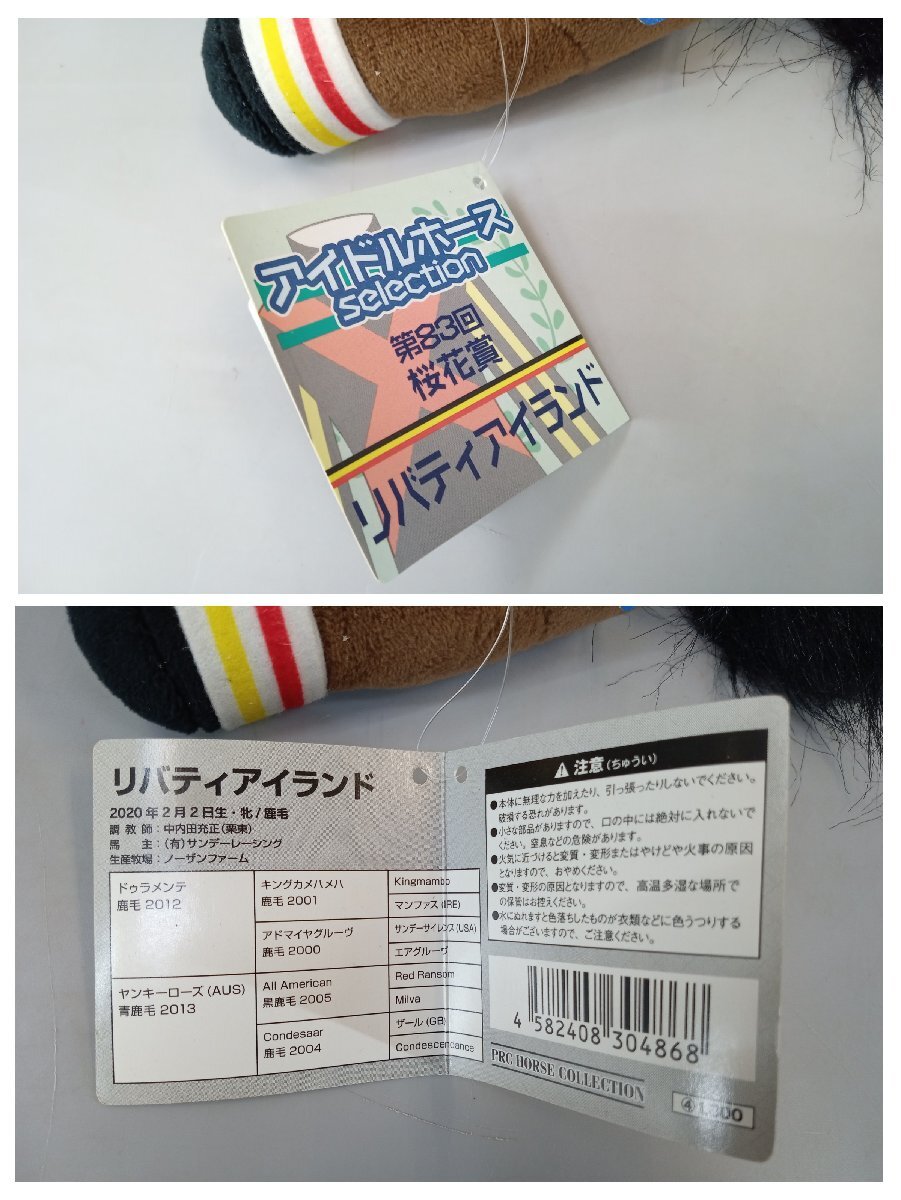 アイドルホース
selection
第83回
桜花賞
リバティアイランド
リバティアイランド
2020年2月2日生・牝/鹿毛
調教師：中内田充正(栗東)
馬　主：(有)サンデーレーシング
生産牧場：ノーザンファーム
ドゥラメンテ
鹿毛 2012
キングカメハメハ
鹿毛 2001
Kingmambo
マンファス(IRE)
アドマイヤグルーヴ
鹿毛 2000
サンデーサイレンス(USA)
エアグルーヴ
ヤンキーローズ(AUS)
青鹿毛 2013
All American
黒鹿毛 2005
Red Ransom
Milva
Condesaar
鹿毛 2004
ザール(GB)
Condescendance
注意(ちゅうい)
●本体に無理な力を加えたり、引っ張ったりしないでください。
破損する恐れがあります。
●小さな部品がありますので、口の中には絶対に入れないで
ください。窒息などの危険があります。
●火気に近づけると変質・変形またはやけどや火事の原因
となりますので、おやめください。
●変質・変形の原因となりますので、高温多湿な場所で
の保管はお控えください。
●水にぬれますと色落ちしたものが衣類などに色うつりする
場合がございますので、ご注意ください。
4 582408 304868
PRC HORSE COLLECTION